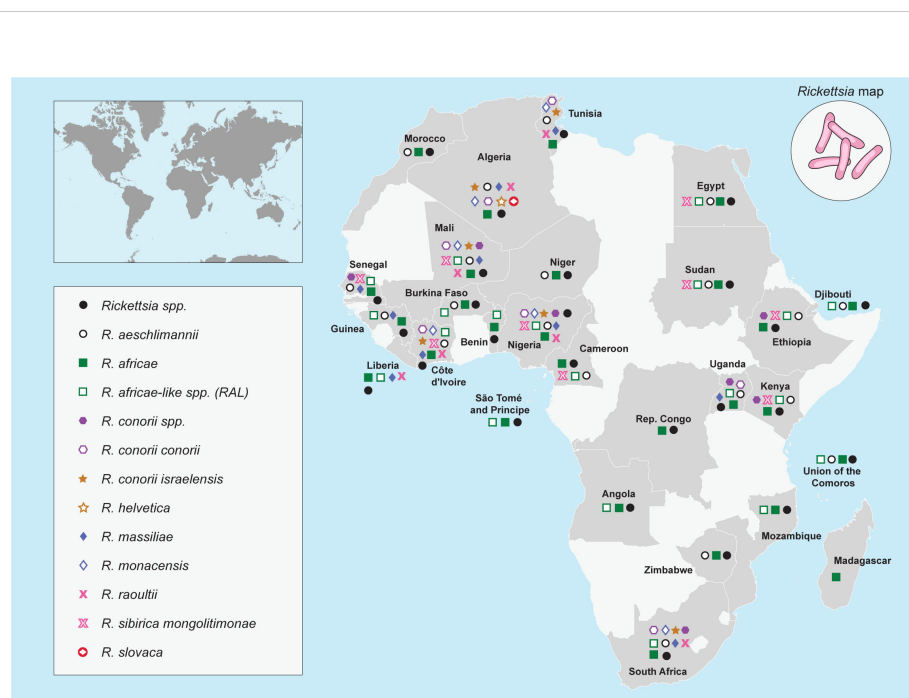 Rickettsia map
Tunisia
Morocco
Algeria
Egypt
Mali
Niger
Senegal
Sudan
Burkina Faso
Djibouti
Guinea
Benin
Nigeria
Ethiopia
Cameroon
Liberia
Côte
d'Ivoire
Uganda
Kenya
São Tomé
and Principe
Rep. Congo
Union of the
Comoros
Angola
Mozambique
Madagascar
Zimbabwe
South Africa
Rickettsia spp.
R. aeschlimannii
R. africae
R. africae-like spp. (RAL)
R. conorii spp.
R. conorii conorii
R. conorii israelensis
R. helvetica
R. massiliae
R. monacensis
R. raoultii
R. sibirica mongolitimonae
R. slovaca